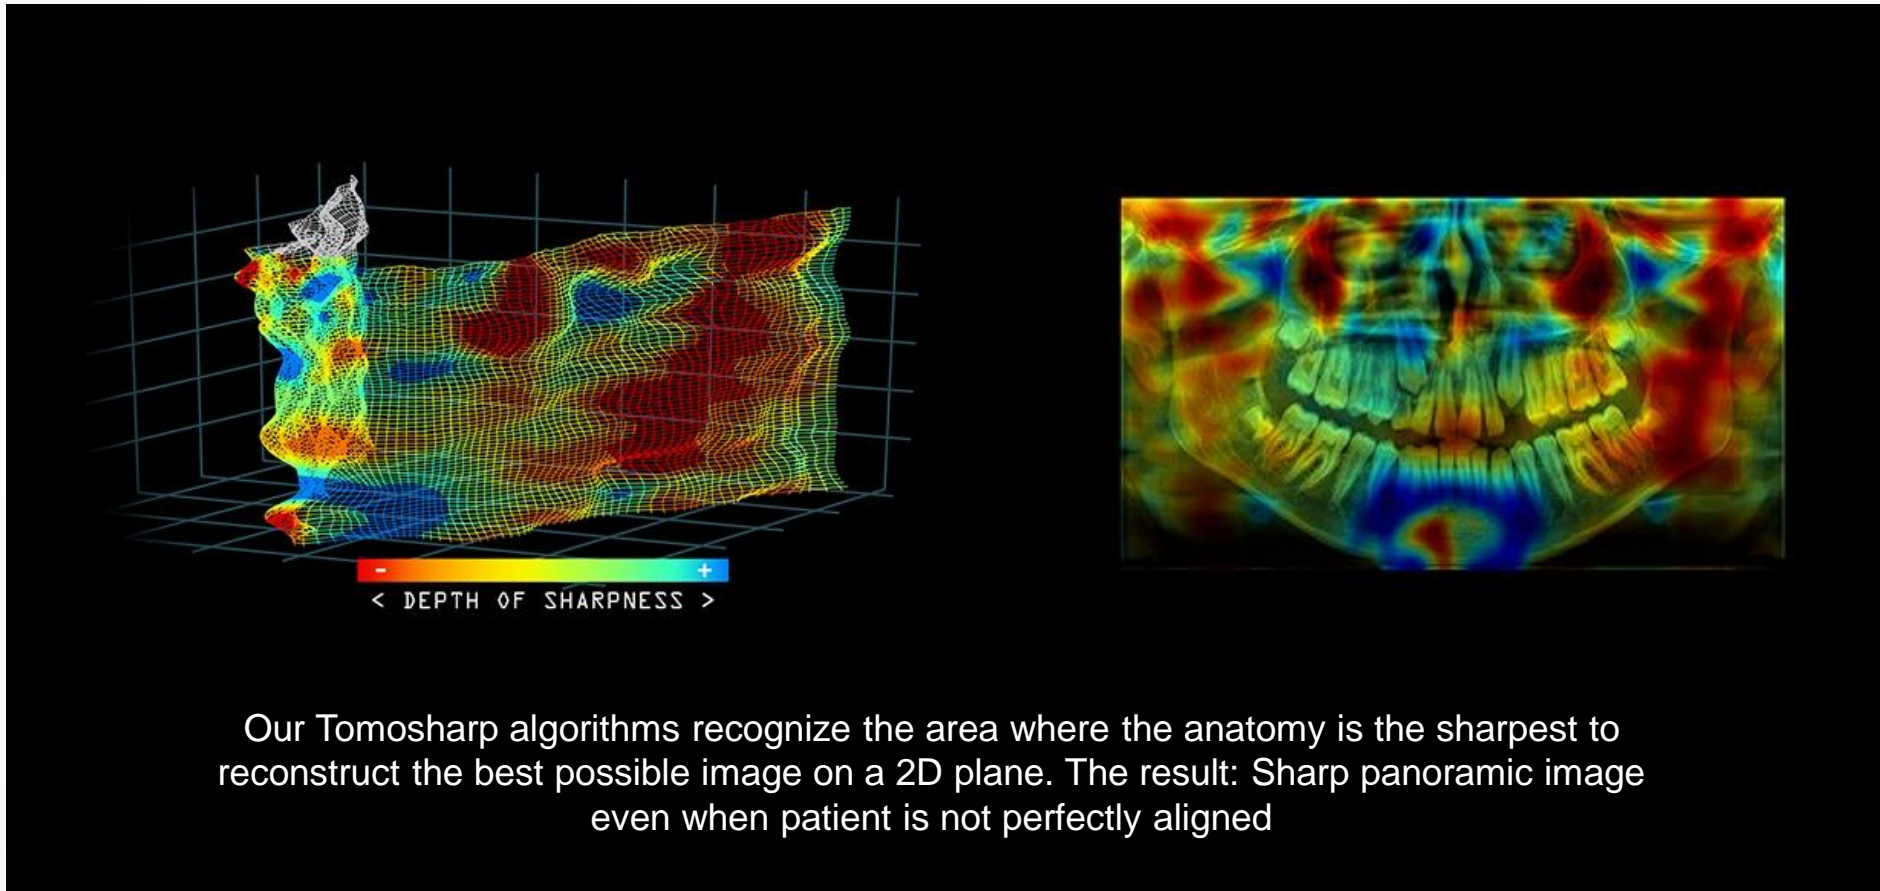 - +
< DEPTH OF SHARPNESS >
Our Tomosharp algorithms recognize the area where the anatomy is the sharpest to
reconstruct the best possible image on a 2D plane. The result: Sharp panoramic image
even when patient is not perfectly aligned